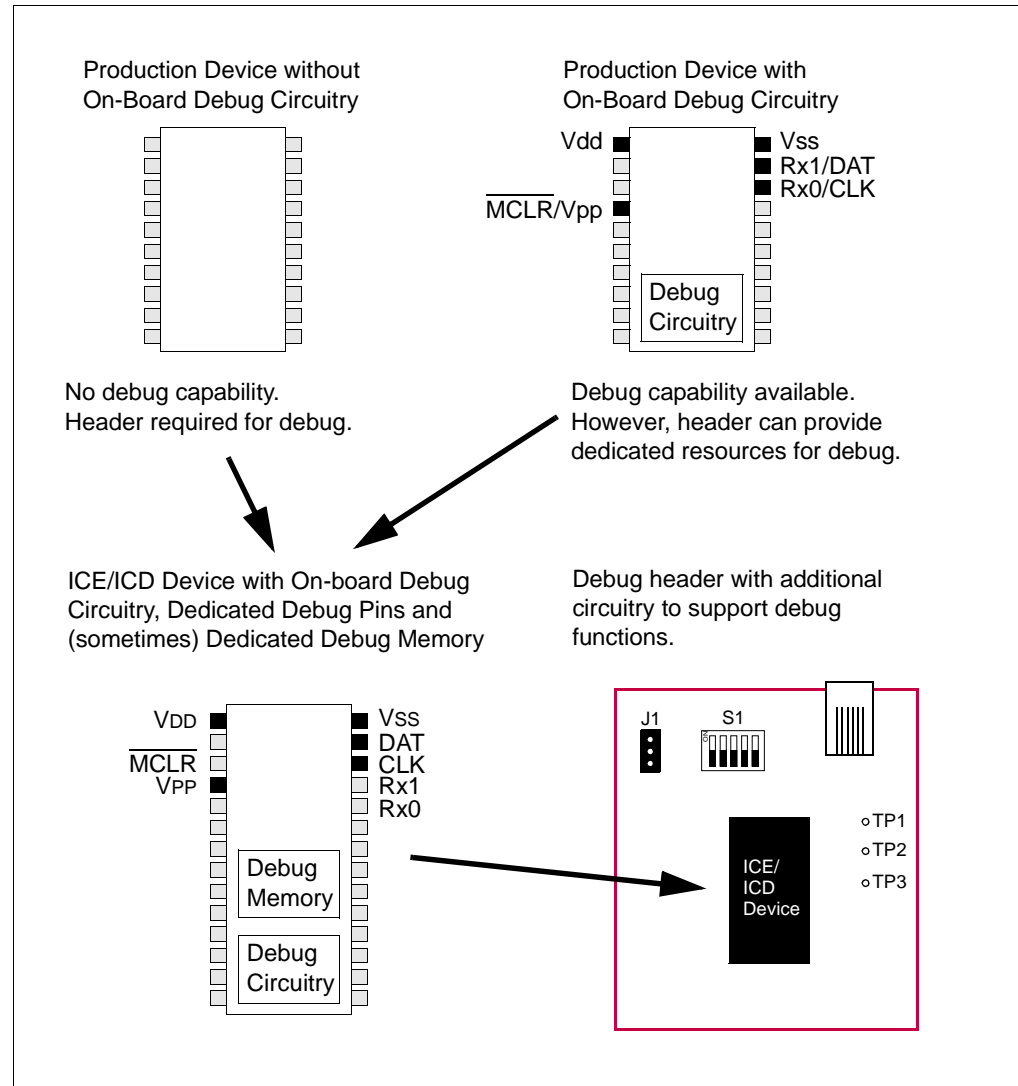 Production Device without
On-Board Debug Circuitry
Production Device with
On-Board Debug Circuitry
Vdd
Vss
Rx1/DAT
Rx0/CLK
MCLR/Vpp
Debug
Circuitry
No debug capability.
Header required for debug.
Debug capability available.
However, header can provide
dedicated resources for debug.
ICE/ICD Device with On-board Debug
Circuitry, Dedicated Debug Pins and
(sometimes) Dedicated Debug Memory
Debug header with additional
circuitry to support debug
functions.
VDD
MCLR
VPP
VSS
DAT
CLK
Rx1
Rx0
Debug
Memory
Debug
Circuitry
J1
S1
ON
TP1
TP2
TP3
ICE/
ICD
Device